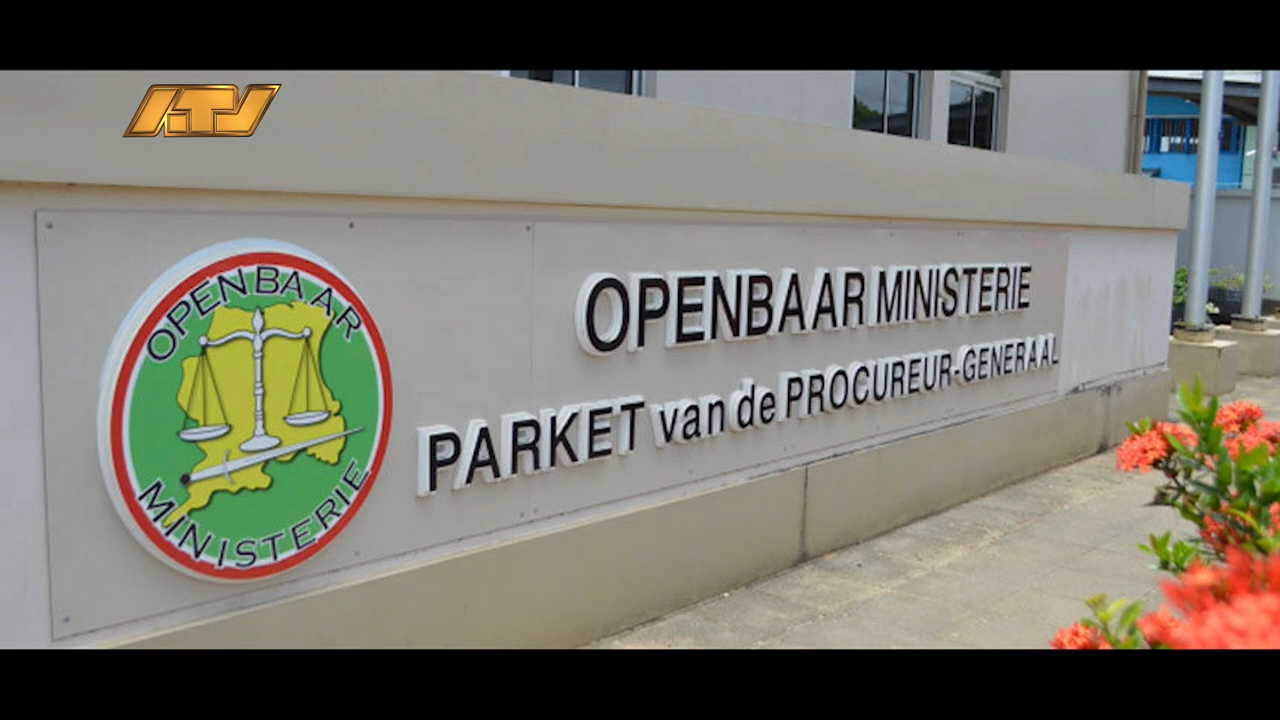 ATV
OPENBAAR
MINISTERIE
OPENBAAR MINISTERIE
PARKET van de PROCUREUR-GENERAAL